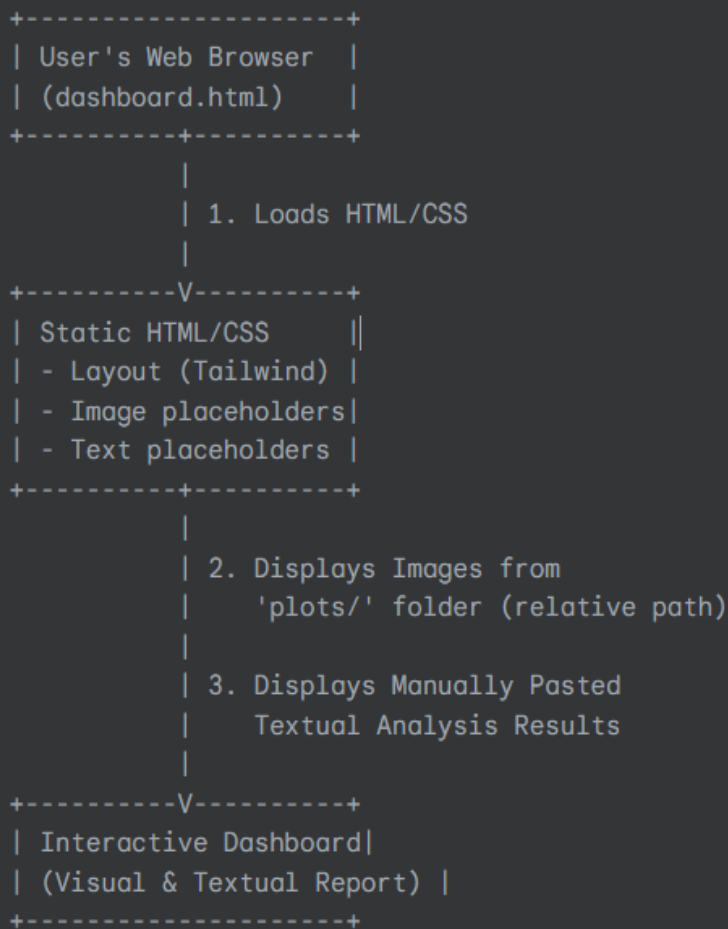 +----------------------+
| User's Web Browser  |
| (dashboard.html)    |
+----------+----------+
           |
           | 1. Loads HTML/CSS
           |
+----------V----------+
| Static HTML/CSS     |
| - Layout (Tailwind) |
| - Image placeholders|
| - Text placeholders |
+----------+----------+
           |
           | 2. Displays Images from
           |    'plots/' folder (relative path)
           |
           | 3. Displays Manually Pasted
           |    Textual Analysis Results
           |
+----------V----------+
| Interactive Dashboard|
| (Visual & Textual Report) |
+----------------------+